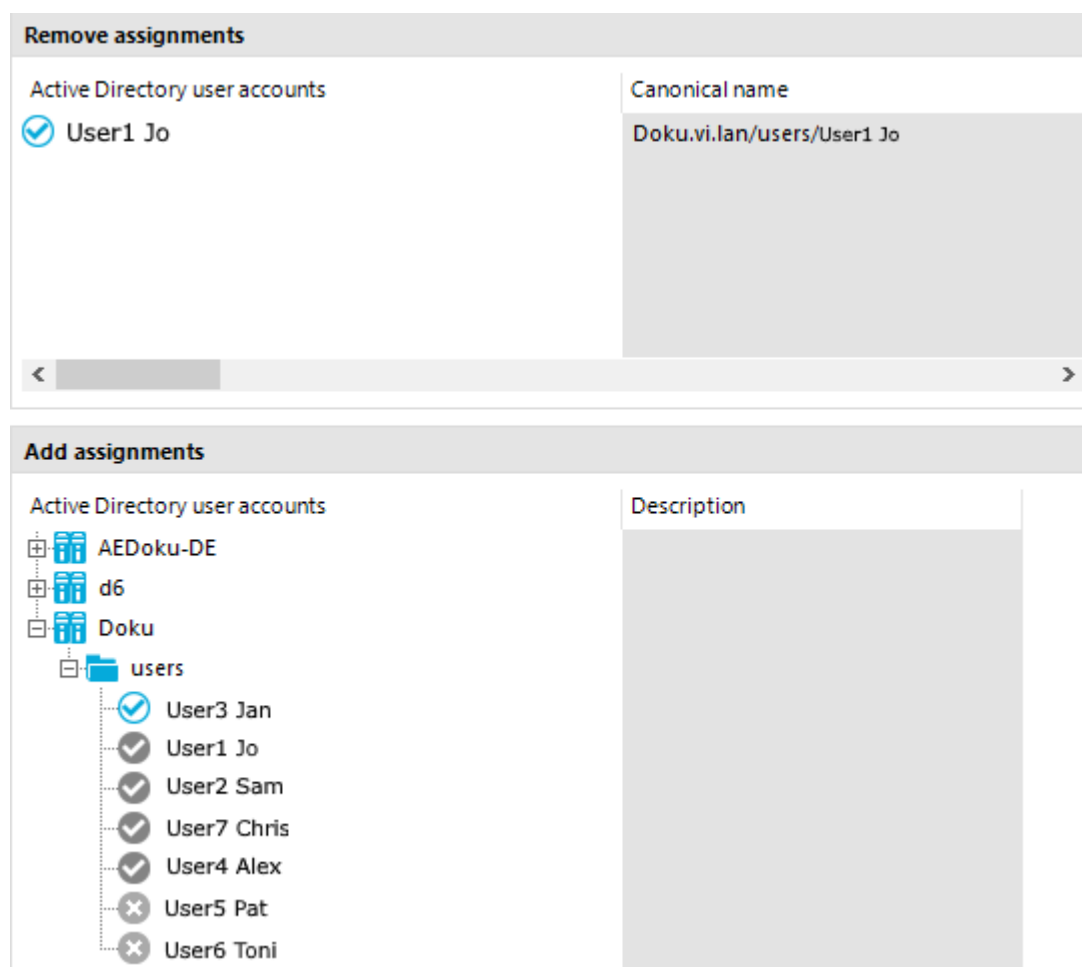 Remove assignments
Active Directory user accounts Canonical name
User1 Jo Doku.vi.lan/users/User1 Jo
Add assignments
Active Directory user accounts Description
AEDoku-DE
d6
Doku
users
User3 Jan
User1 Jo
User2 Sam
User7 Chris
User4 Alex
User5 Pat
User6 Toni